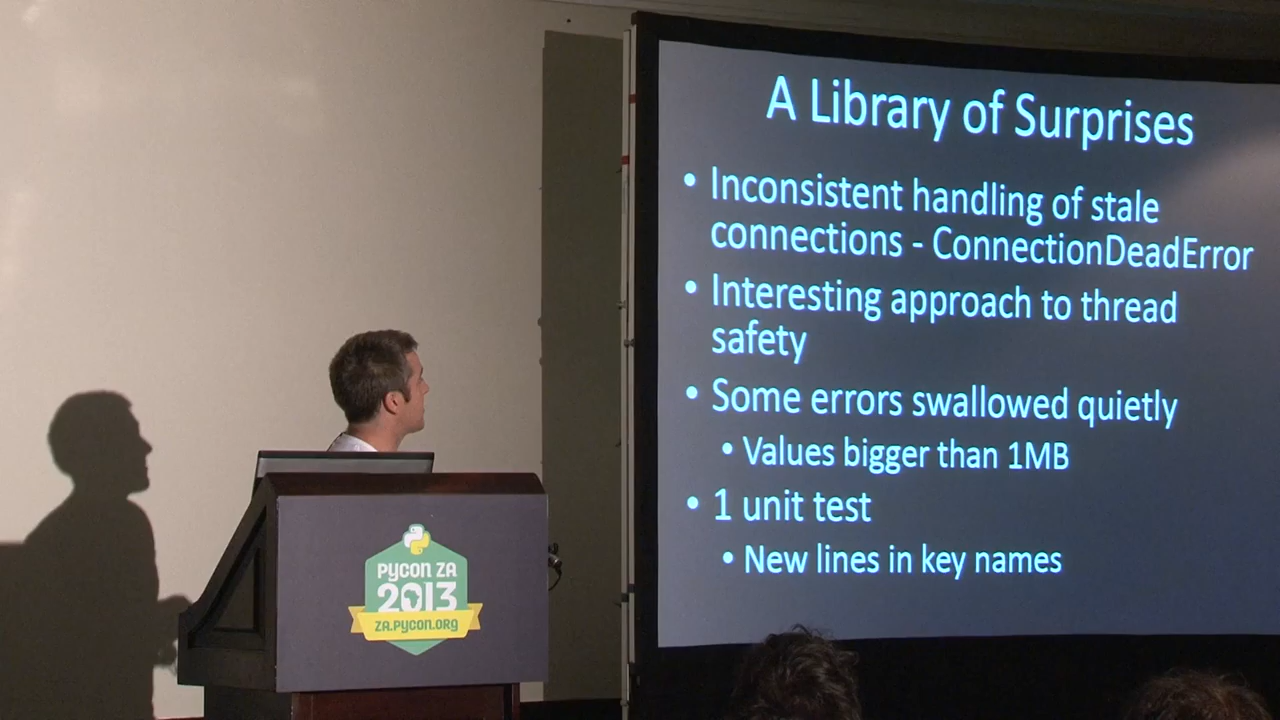 A Library of Surprises
• Inconsistent handling of stale
connections - ConnectionDeadError
• Interesting approach to thread
safety
• Some errors swallowed quietly
• Values bigger than 1MB
• 1 unit test
• New lines in key names
PYCON ZA
2013
ZA.PYCON.ORG